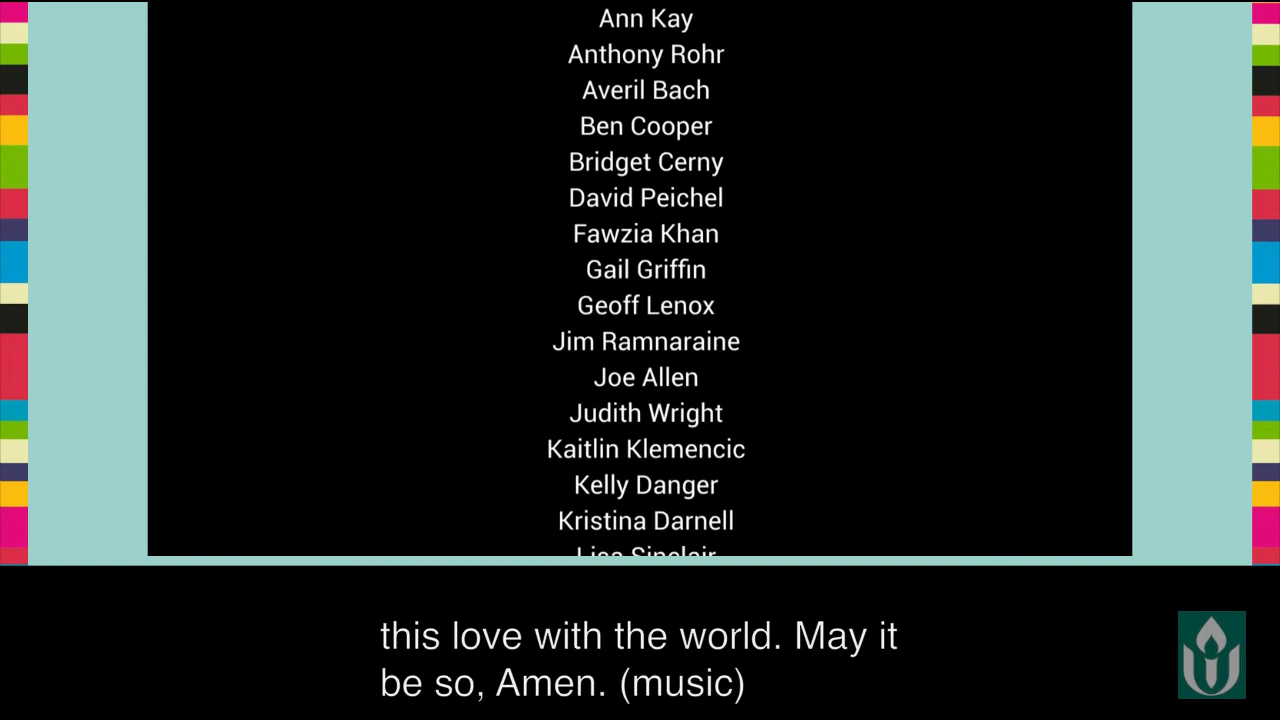 Ann Kay
Anthony Rohr
Averil Bach
Ben Cooper
Bridget Cerny
David Peichel
Fawzia Khan
Gail Griffin
Geoff Lenox
Jim Ramnaraine
Joe Allen
Judith Wright
Kaitlin Klemencic
Kelly Danger
Kristina Darnell
Lisa Sinclair
this love with the world. May it
be so, Amen. (music)